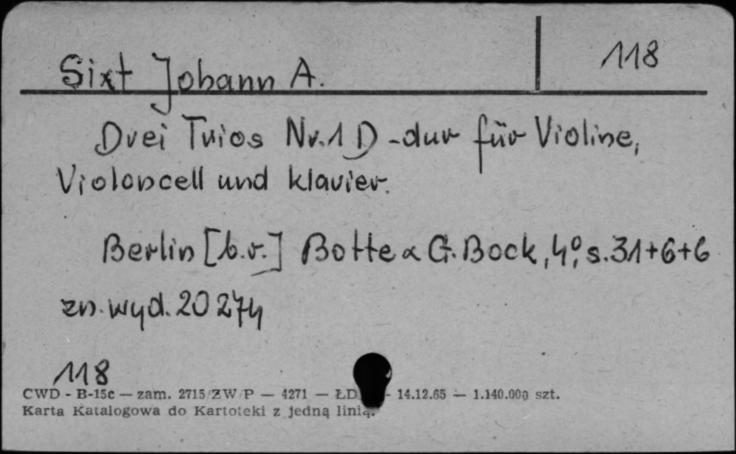 118
Sixt Johann A.
Drei Trios Nr.1 D-dur für Violine,
Violoncell und Klavier.
Berlin [b.r.] Botte & G. Bock, 4°, s. 31+6+6
zn. wyd. 20274
118
CWD - B-15c — zam. 2715/ZW/P — 4271 — ŁD 14.12.65 — 1.140.000 szt.
Karta Katalogowa do Kartoteki z jedną linią.